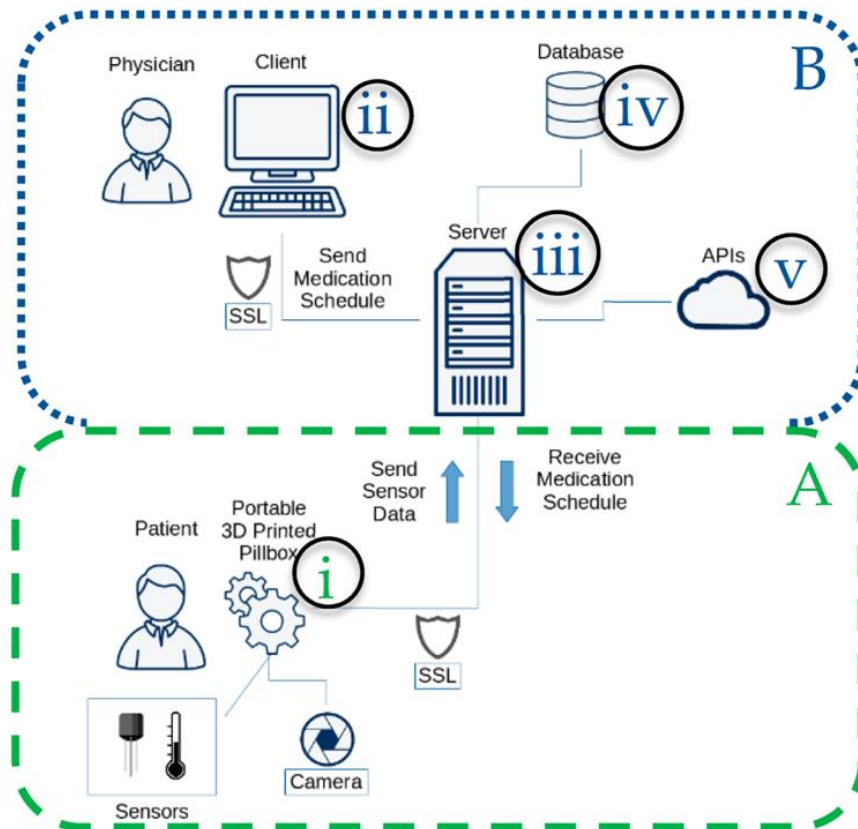 B
Physician
Client
ii
Database
iv
Server
iii
APIs
v
Send
Medication
Schedule
SSL
A
Send
Sensor
Data
Receive
Medication
Schedule
Patient
Portable
3D Printed
Pillbox
i
SSL
Sensors
Camera